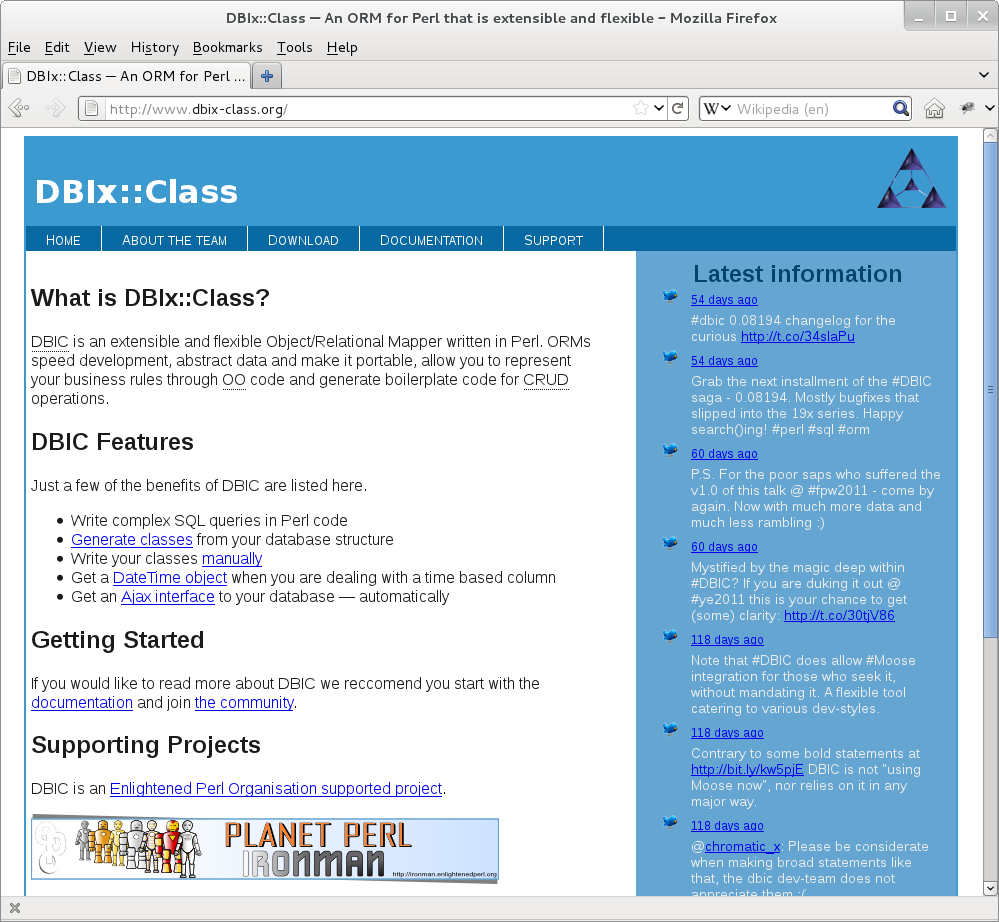 DBIx::Class — An ORM for Perl that is extensible and flexible – Mozilla Firefox
File Edit View History Bookmarks Tools Help
DBIx::Class — An ORM for Perl ...
http://www.dbix-class.org/
W Wikipedia (en)
DBIx::Class
HOME ABOUT THE TEAM DOWNLOAD DOCUMENTATION SUPPORT
What is DBIx::Class?
DBIC is an extensible and flexible Object/Relational Mapper written in Perl. ORMs
speed development, abstract data and make it portable, allow you to represent
your business rules through OO code and generate boilerplate code for CRUD
operations.
DBIC Features
Just a few of the benefits of DBIC are listed here.
• Write complex SQL queries in Perl code
• Generate classes from your database structure
• Write your classes manually
• Get a DateTime object when you are dealing with a time based column
• Get an Ajax interface to your database — automatically
Getting Started
If you would like to read more about DBIC we reccomend you start with the
documentation and join the community.
Supporting Projects
DBIC is an Enlightened Perl Organisation supported project.
PLANET PERL
IRONMAN
http://ironman.enlightenedperl.org
Latest information
54 days ago
#dbic 0.08194 changelog for the
curious http://t.co/34slaPu
54 days ago
Grab the next installment of the #DBIC
saga - 0.08194. Mostly bugfixes that
slipped into the 19x series. Happy
search()ing! #perl #sql #orm
60 days ago
P.S. For the poor saps who suffered the
v1.0 of this talk @ #fpw2011 - come by
again. Now with much more data and
much less rambling :)
60 days ago
Mystified by the magic deep within
#DBIC? If you are duking it out @
#ye2011 this is your chance to get
(some) clarity: http://t.co/30tjV86
118 days ago
Note that #DBIC does allow #Moose
integration for those who seek it,
without mandating it. A flexible tool
catering to various dev-styles.
118 days ago
Contrary to some bold statements at
http://bit.ly/kw5pjE DBIC is not "using
Moose now", nor relies on it in any
major way.
118 days ago
@chromatic_x: Please be considerate
when making broad statements like
that, the dbic dev-team does not
appreciate them :(